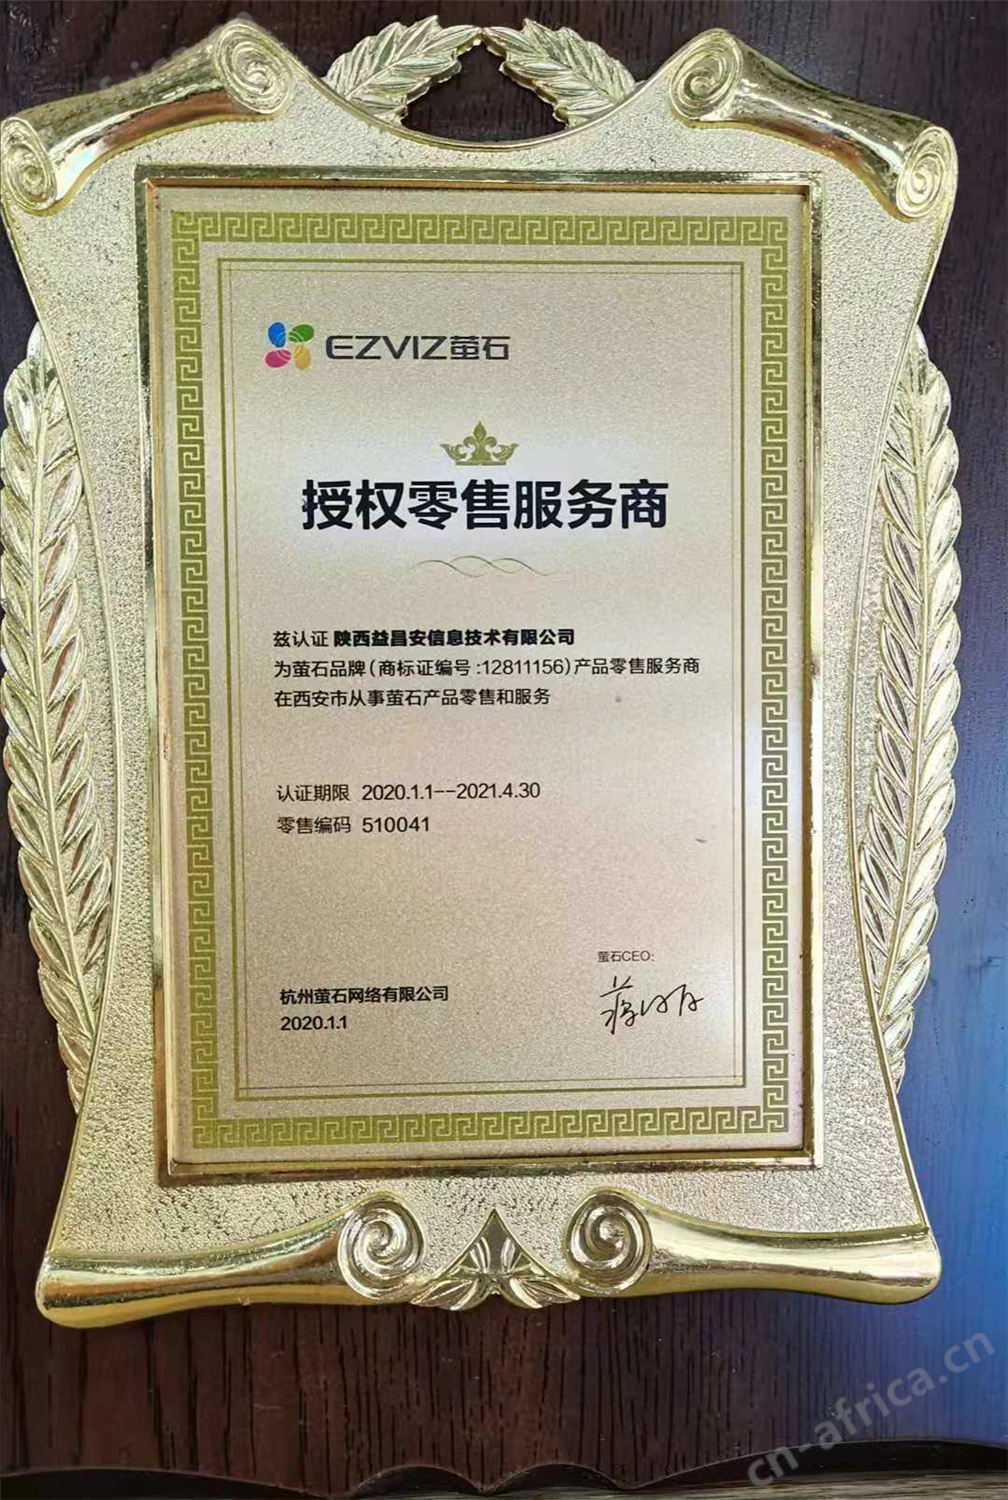 EZVIZ萤石
授权零售服务商
兹认证 陕西益昌安信息技术有限公司
为萤石品牌(商标证编号:12811156)产品零售服务商
在西安市从事萤石产品零售和服务
认证期限 2020.1.1--2021.4.30
零售编码 510041
萤石CEO:
杭州萤石网络有限公司
2020.1.1
cn-africa.cn